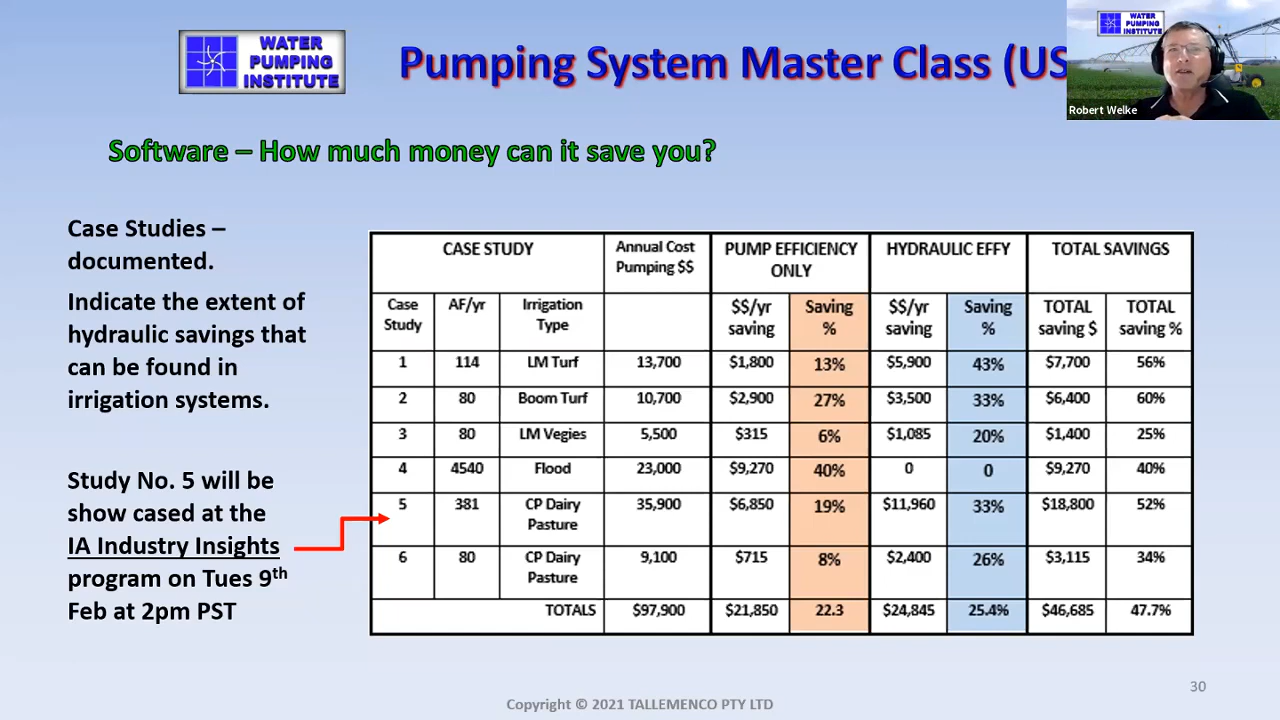 WATER
PUMPING
INSTITUTE
Pumping System Master Class (US
WATER
PUMPING
INSTITUTE
Robert Welke
Software – How much money can it save you?
Case Studies –
documented.
Indicate the extent of
hydraulic savings that
can be found in
irrigation systems.
Study No. 5 will be
show cased at the
IA Industry Insights
program on Tues 9th
Feb at 2pm PST
CASE STUDY Annual Cost Pumping $$ PUMP EFFICIENCY ONLY HYDRAULIC EFFY TOTAL SAVINGS
Case Study AF/yr Irrigation Type $$/yr saving Saving % $$/yr saving Saving % TOTAL saving $ TOTAL saving %
1 114 LM Turf 13,700 $1,800 13% $5,900 43% $7,700 56%
2 80 Boom Turf 10,700 $2,900 27% $3,500 33% $6,400 60%
3 80 LM Vegies 5,500 $315 6% $1,085 20% $1,400 25%
4 4540 Flood 23,000 $9,270 40% 0 0 $9,270 40%
5 381 CP Dairy Pasture 35,900 $6,850 19% $11,960 33% $18,800 52%
6 80 CP Dairy Pasture 9,100 $715 8% $2,400 26% $3,115 34%
TOTALS $97,900 $21,850 22.3 $24,845 25.4% $46,685 47.7%
30
Copyright © 2021 TALLEMENCO PTY LTD